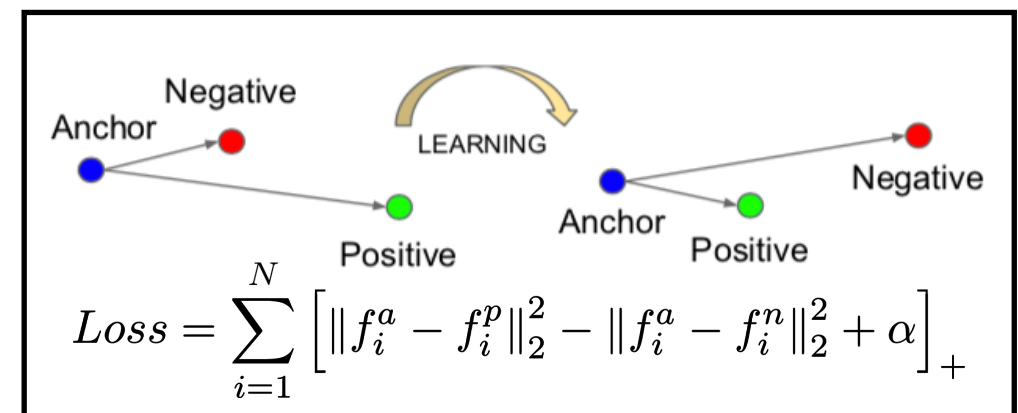 Negative
Anchor
LEARNING
Positive
Anchor
Positive
Negative
Loss = \sum_{i=1}^{N} \left[ \|f_i^a - f_i^p\|_2^2 - \|f_i^a - f_i^n\|_2^2 + \alpha \right]_+